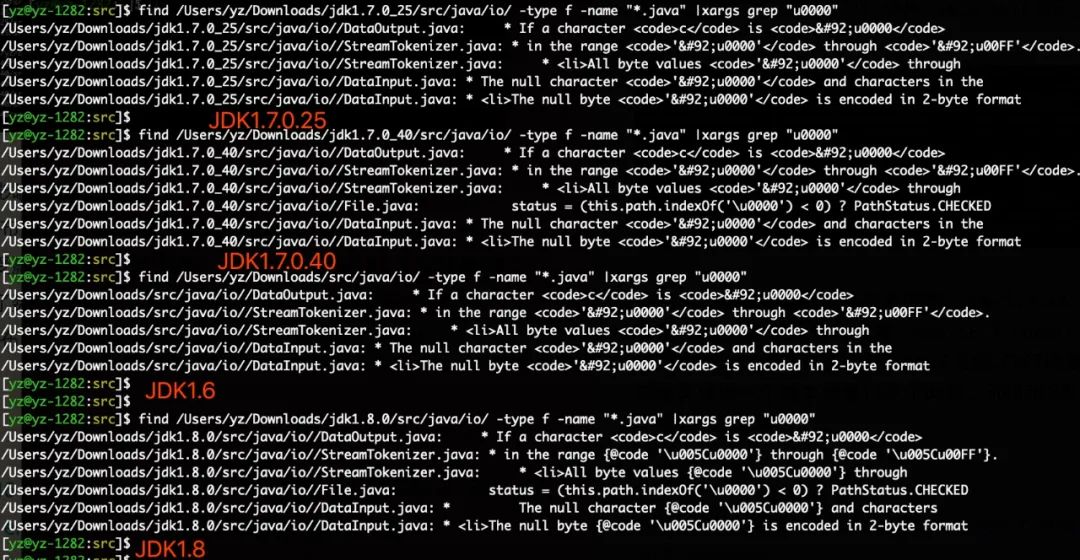 [yz@yz-1282:src]$ find /Users/yz/Downloads/jdk1.7.0_25/src/java/io/ -type f -name "*.java" |xargs grep "u0000"
/Users/yz/Downloads/jdk1.7.0_25/src/java/io//DataOutput.java:     * If a character <code>c</code> is <code>&#92;u0000</code>
/Users/yz/Downloads/jdk1.7.0_25/src/java/io//StreamTokenizer.java: * in the range <code>'&#92;u0000'</code> through <code>'&#92;u00FF'</code>.
/Users/yz/Downloads/jdk1.7.0_25/src/java/io//StreamTokenizer.java:     * <li>All byte values <code>'&#92;u0000'</code> through
/Users/yz/Downloads/jdk1.7.0_25/src/java/io//DataInput.java: * The null character <code>'&#92;u0000'</code> and characters in the
/Users/yz/Downloads/jdk1.7.0_25/src/java/io//DataInput.java: * <li>The null byte <code>'&#92;u0000'</code> is encoded in 2-byte format
[yz@yz-1282:src]$
JDK1.7.0.25
[yz@yz-1282:src]$ find /Users/yz/Downloads/jdk1.7.0_40/src/java/io/ -type f -name "*.java" |xargs grep "u0000"
/Users/yz/Downloads/jdk1.7.0_40/src/java/io//DataOutput.java:     * If a character <code>c</code> is <code>&#92;u0000</code>
/Users/yz/Downloads/jdk1.7.0_40/src/java/io//StreamTokenizer.java: * in the range <code>'&#92;u0000'</code> through <code>'&#92;u00FF'</code>.
/Users/yz/Downloads/jdk1.7.0_40/src/java/io//StreamTokenizer.java:     * <li>All byte values <code>'&#92;u0000'</code> through
/Users/yz/Downloads/jdk1.7.0_40/src/java/io//File.java:            status = (this.path.indexOf('\u0000') < 0) ? PathStatus.CHECKED
/Users/yz/Downloads/jdk1.7.0_40/src/java/io//DataInput.java: * The null character <code>'&#92;u0000'</code> and characters in the
/Users/yz/Downloads/jdk1.7.0_40/src/java/io//DataInput.java: * <li>The null byte <code>'&#92;u0000'</code> is encoded in 2-byte format
[yz@yz-1282:src]$
JDK1.7.0.40
[yz@yz-1282:src]$ find /Users/yz/Downloads/src/java/io/ -type f -name "*.java" |xargs grep "u0000"
/Users/yz/Downloads/src/java/io//DataOutput.java:     * If a character <code>c</code> is <code>&#92;u0000</code>
/Users/yz/Downloads/src/java/io//StreamTokenizer.java: * in the range <code>'&#92;u0000'</code> through <code>'&#92;u00FF'</code>.
/Users/yz/Downloads/src/java/io//StreamTokenizer.java:     * <li>All byte values <code>'&#92;u0000'</code> through
/Users/yz/Downloads/src/java/io//DataInput.java: * The null character <code>'&#92;u0000'</code> and characters in the
/Users/yz/Downloads/src/java/io//DataInput.java: * <li>The null byte <code>'&#92;u0000'</code> is encoded in 2-byte format
[yz@yz-1282:src]$
JDK1.6
[yz@yz-1282:src]$
[yz@yz-1282:src]$ find /Users/yz/Downloads/jdk1.8.0/src/java/io/ -type f -name "*.java" |xargs grep "u0000"
/Users/yz/Downloads/jdk1.8.0/src/java/io//DataOutput.java:     * If a character <code>c</code> is <code>&#92;u0000</code>
/Users/yz/Downloads/jdk1.8.0/src/java/io//StreamTokenizer.java: * in the range {@code '\u005Cu0000'} through {@code '\u005Cu00FF'}.
/Users/yz/Downloads/jdk1.8.0/src/java/io//StreamTokenizer.java:     * <li>All byte values {@code '\u005Cu0000'} through
/Users/yz/Downloads/jdk1.8.0/src/java/io//File.java:            status = (this.path.indexOf('\u0000') < 0) ? PathStatus.CHECKED
/Users/yz/Downloads/jdk1.8.0/src/java/io//DataInput.java: *        The null character {@code '\u005Cu0000'} and characters
/Users/yz/Downloads/jdk1.8.0/src/java/io//DataInput.java: * <li>The null byte {@code '\u005Cu0000'} is encoded in 2-byte format
[yz@yz-1282:src]$
JDK1.8